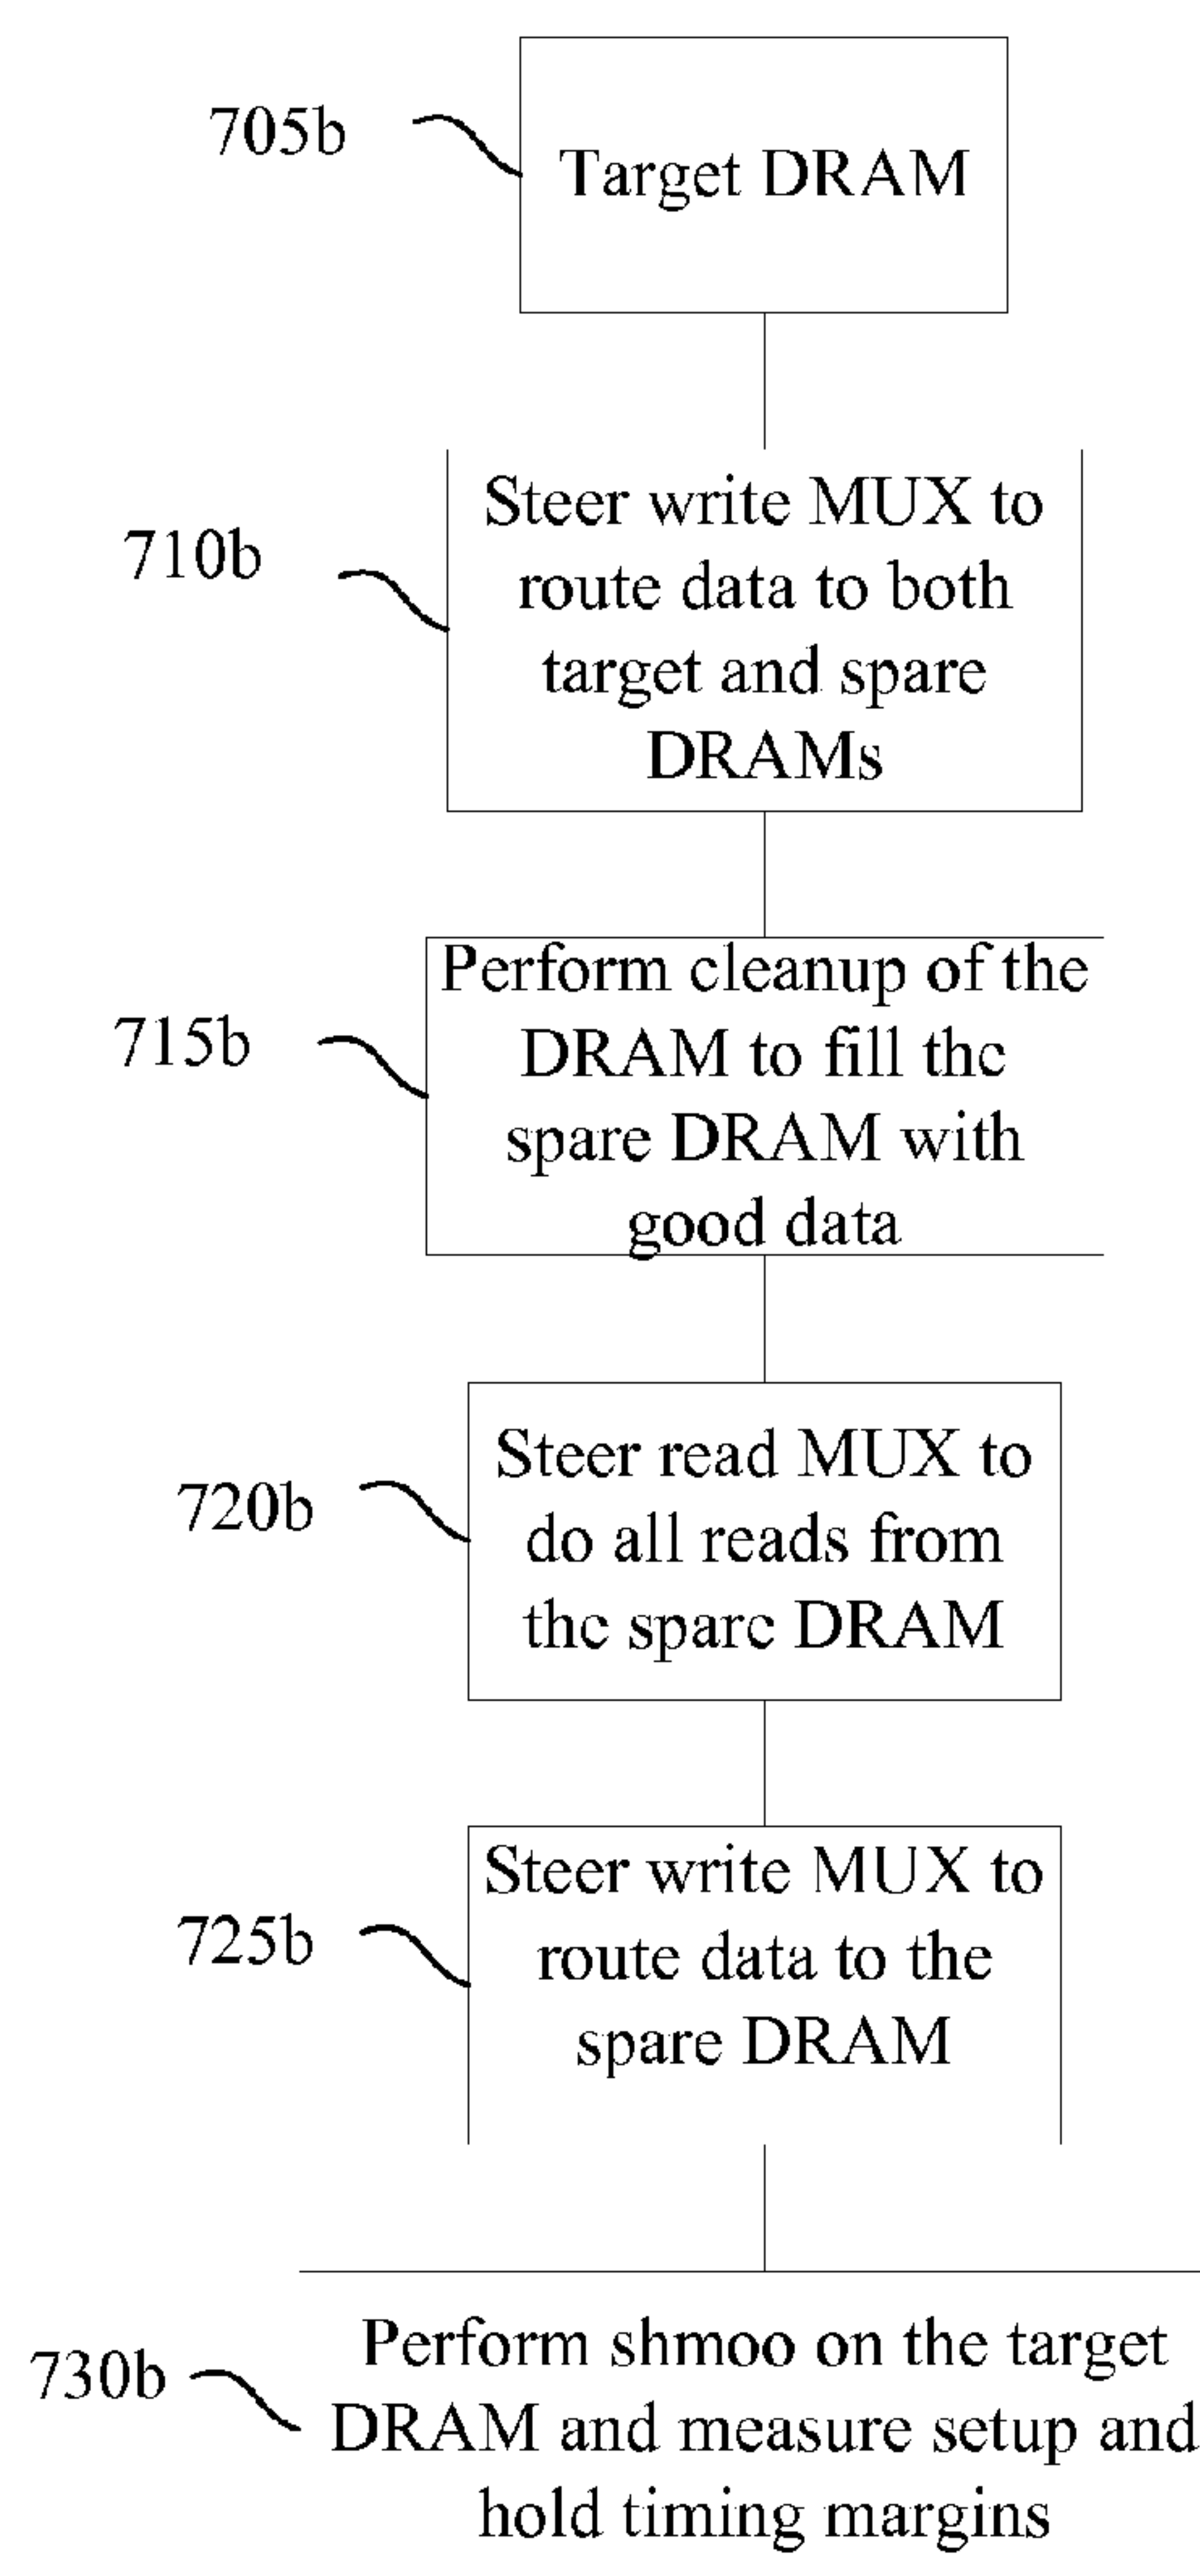 705b
Target DRAM
710b
Steer write MUX to
route data to both
target and spare
DRAMs
715b
Perform cleanup of the
DRAM to fill the
spare DRAM with
good data
720b
Steer read MUX to
do all reads from
the spare DRAM
725b
Steer write MUX to
route data to the
spare DRAM
730b
Perform shmoo on the target
DRAM and measure setup and
hold timing margins